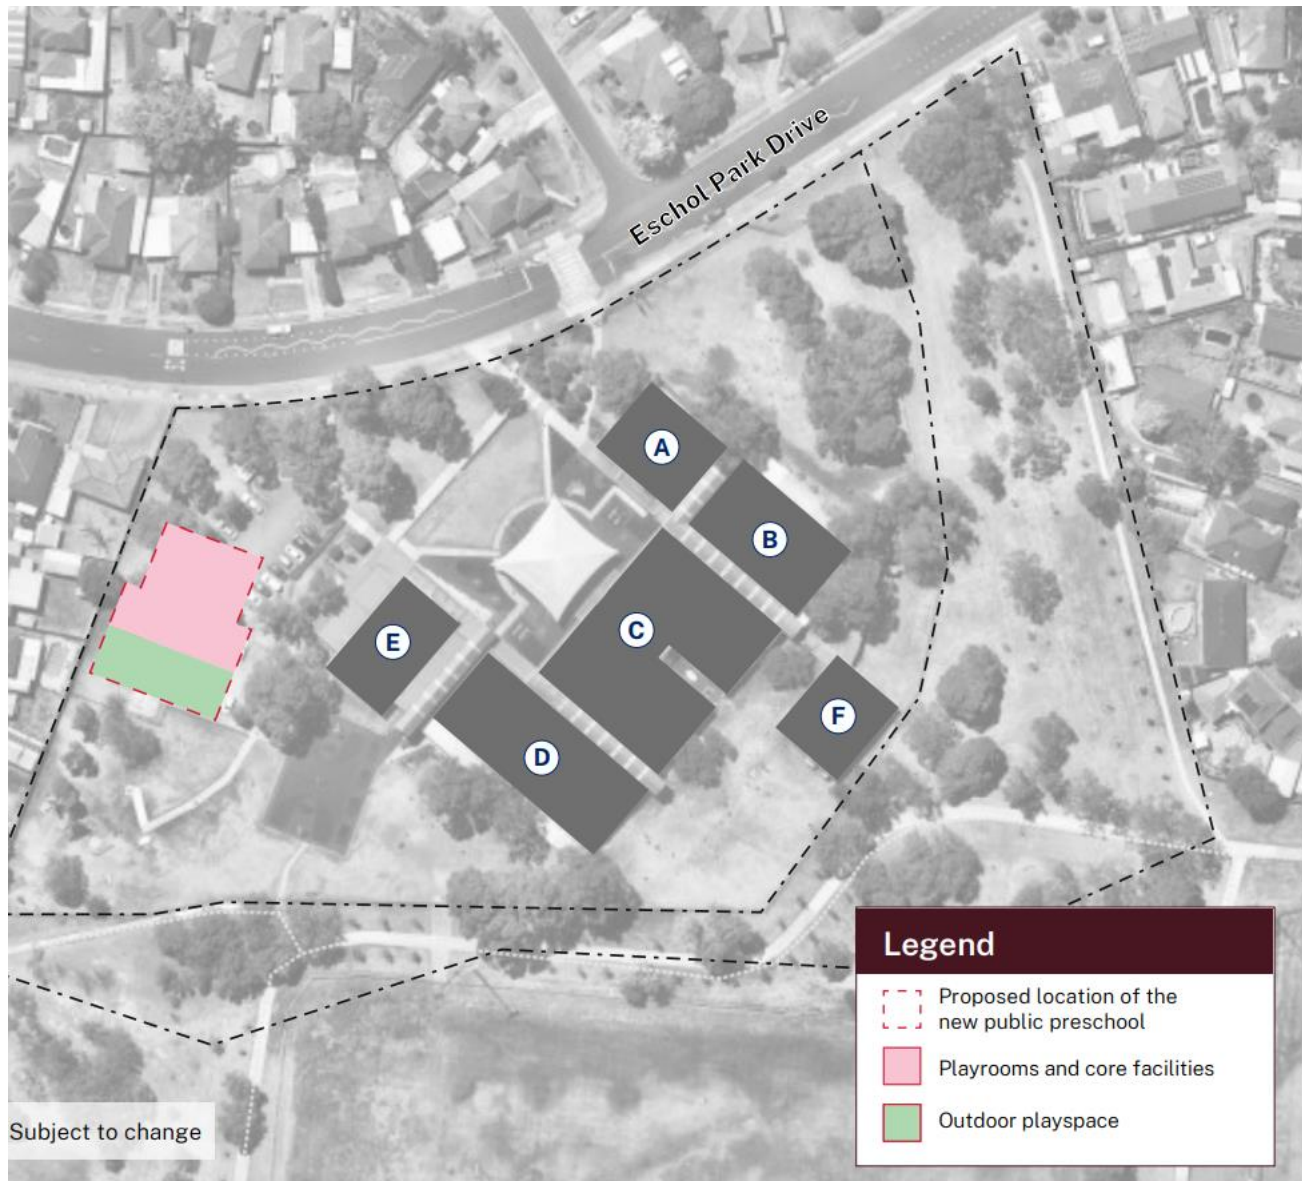 Eschol Park Drive
A
B
C
E
F
D
Legend
Proposed location of the
new public preschool
Playrooms and core facilities
Outdoor playspace
Subject to change